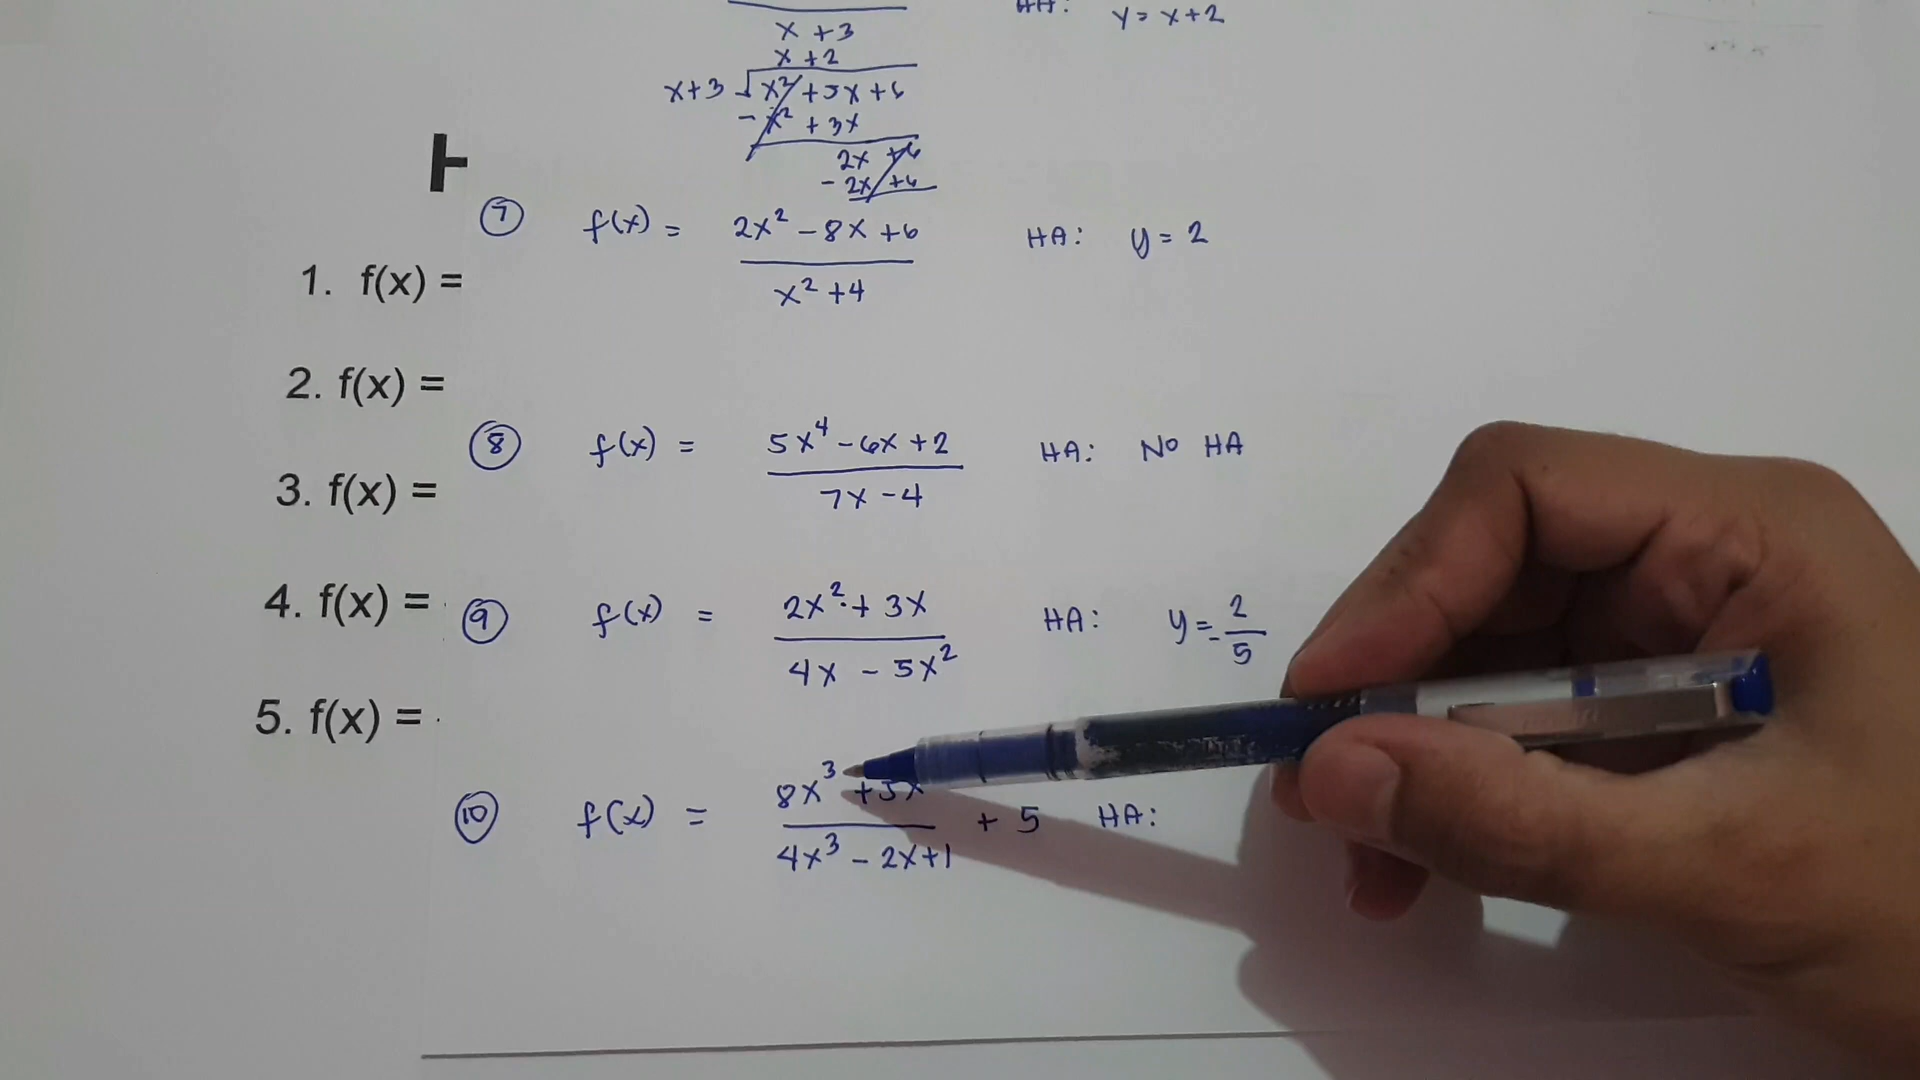 HA: y = x+2
x + 3
x + 2
x+3 √x² + 5x + 6
- x² + 3x
2x + 6
- 2x + 6
⑦ f(x) = 2x² - 8x + 6 HA: y = 2
x² + 4
1. f(x) =
2. f(x) =
⑧ f(x) = 5x⁴ - 6x + 2 HA: No HA
7x - 4
3. f(x) =
4. f(x) =
⑨ f(x) = 2x² + 3x HA: y = - 2
4x - 5x² 5
5. f(x) =
⑩ f(x) = 8x³ + 5x + 5 HA:
4x³ - 2x + 1